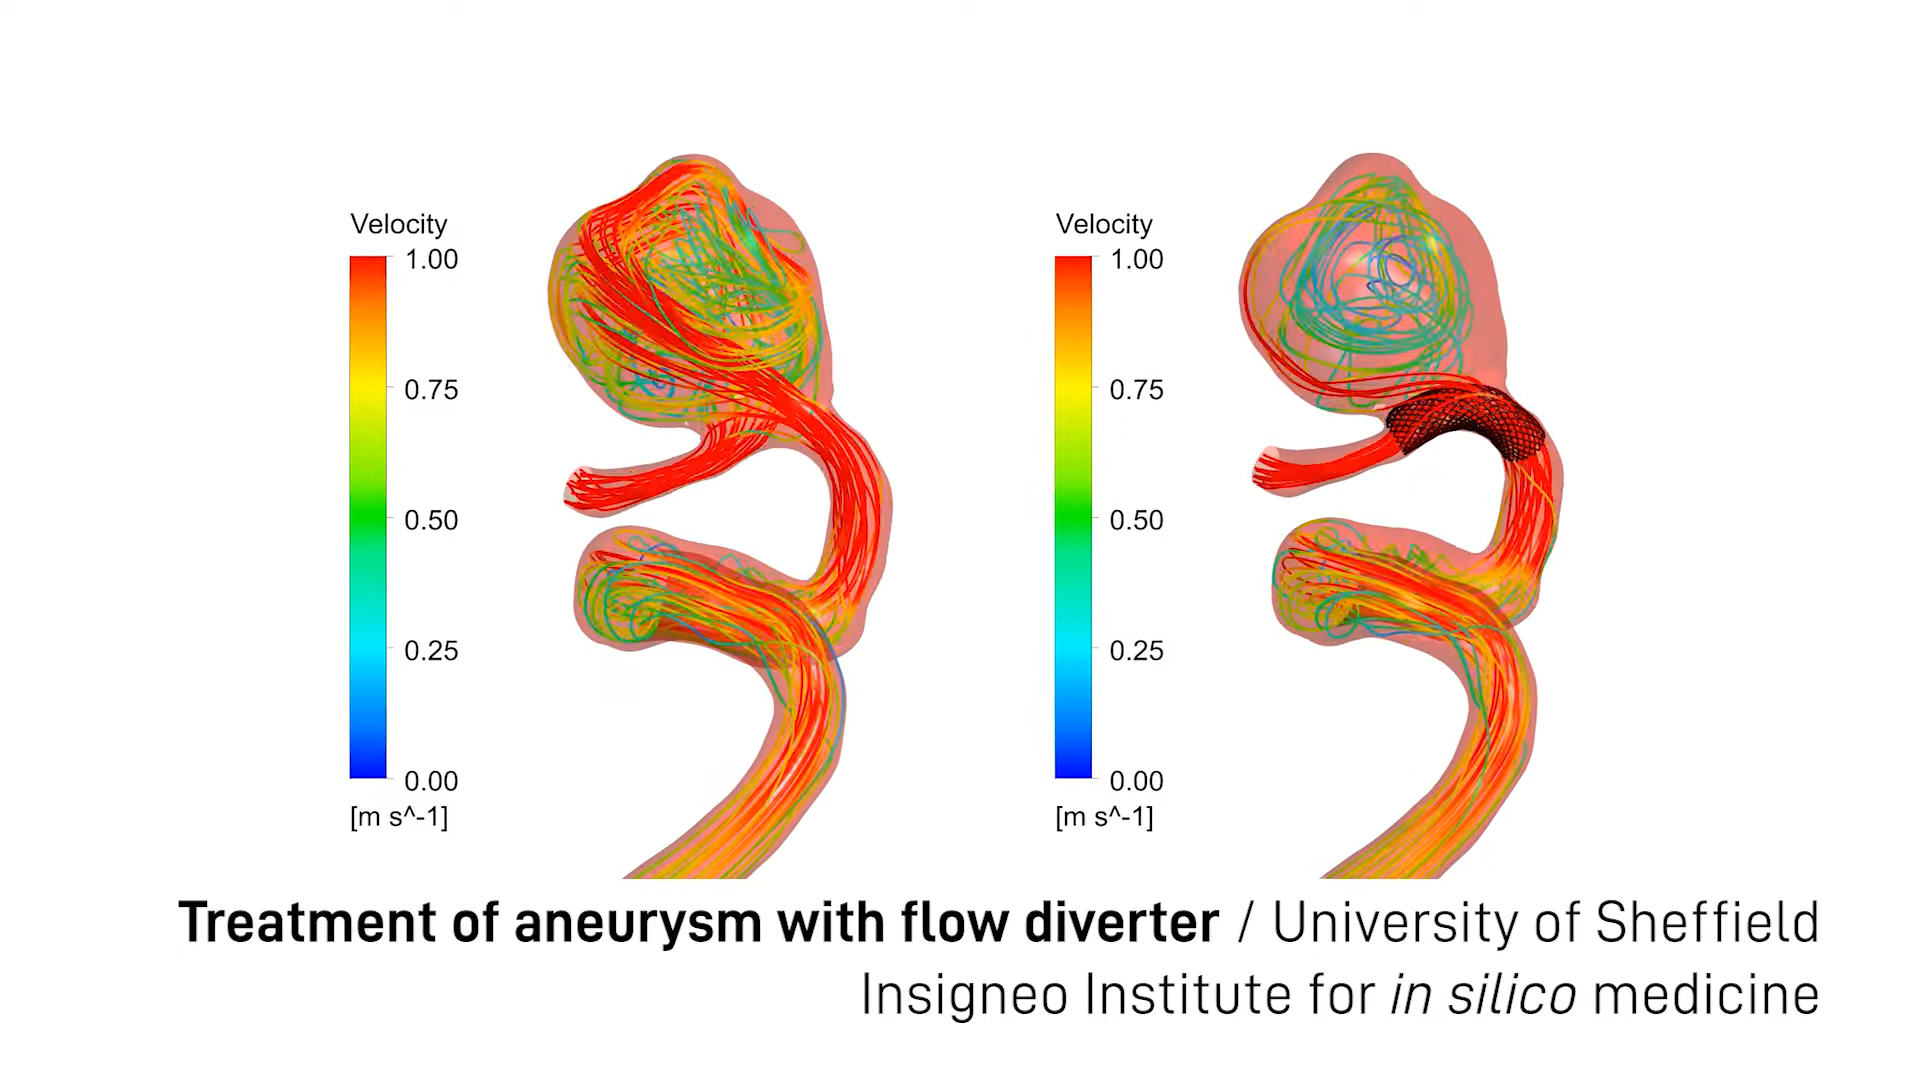 Velocity
1.00
0.75
0.50
0.25
0.00
[m s^-1]
Velocity
1.00
0.75
0.50
0.25
0.00
[m s^-1]
Treatment of aneurysm with flow diverter / University of Sheffield
Insigneo Institute for in silico medicine